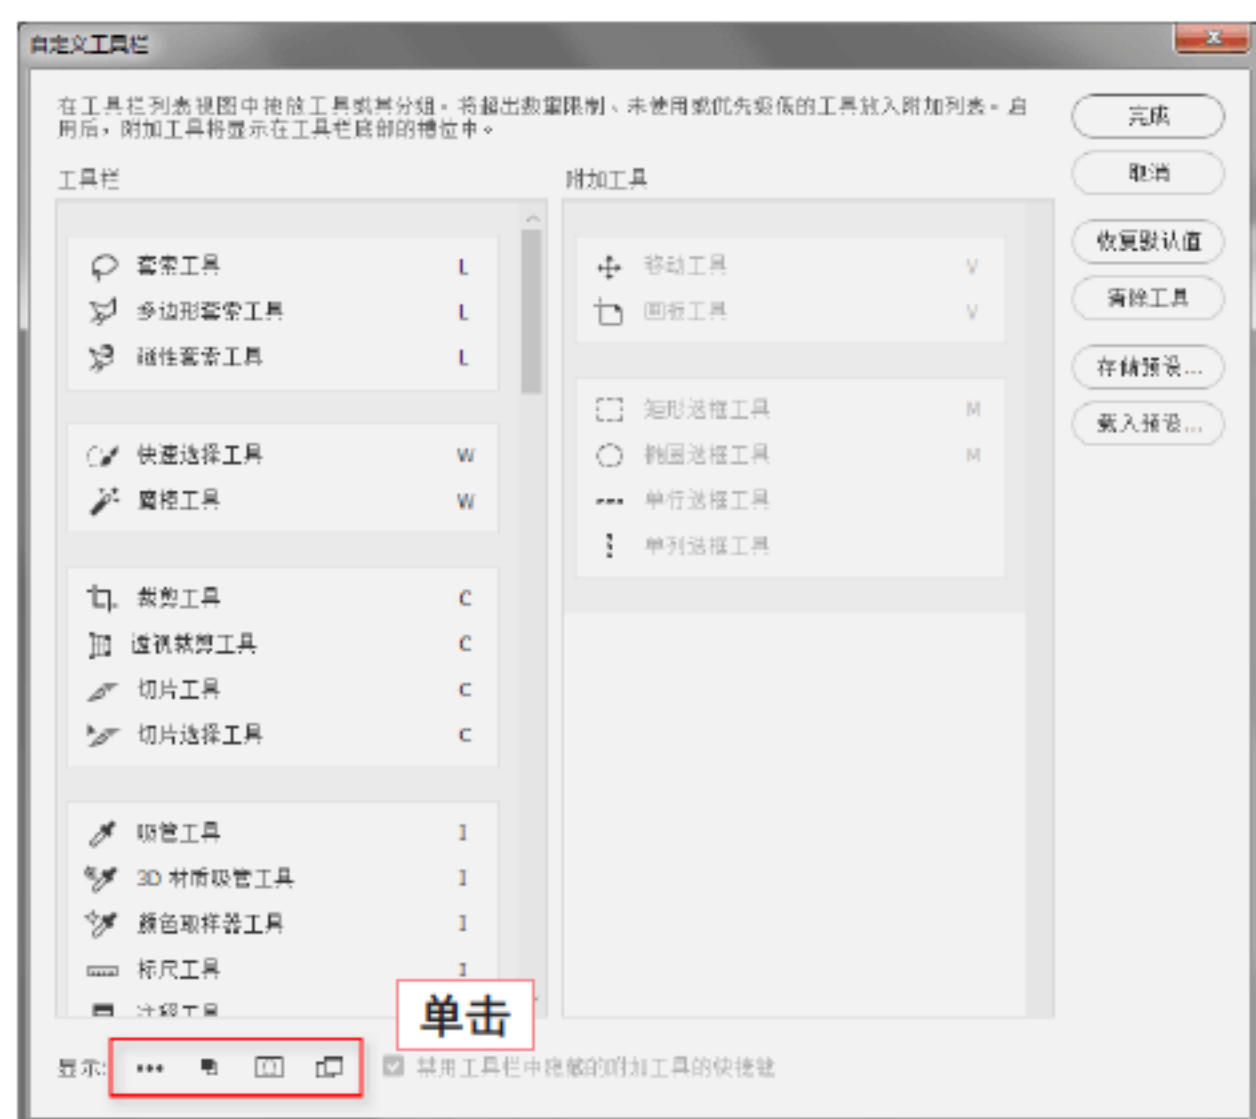 自定义工具栏
在工具栏列表视图中拖放工具或其分组。将超出数量限制、未使用或优先级低的工具放入附加列表。启
用后，附加工具将显示在工具栏底部的槽位中。
完成
取消
恢复默认值
清除工具
存储预设...
载入预设...
工具栏
套索工具 L
多边形套索工具 L
磁性套索工具 L
快速选择工具 W
魔棒工具 W
裁剪工具 C
透视裁剪工具 C
切片工具 C
切片选择工具 C
吸管工具 I
3D 材质吸管工具 I
颜色取样器工具 I
标尺工具 I
附加工具
移动工具 V
画板工具 V
矩形选框工具 M
椭圆选框工具 M
单行选框工具
单列选框工具
单击
显示:
禁用工具栏中隐藏的附加工具的快捷键